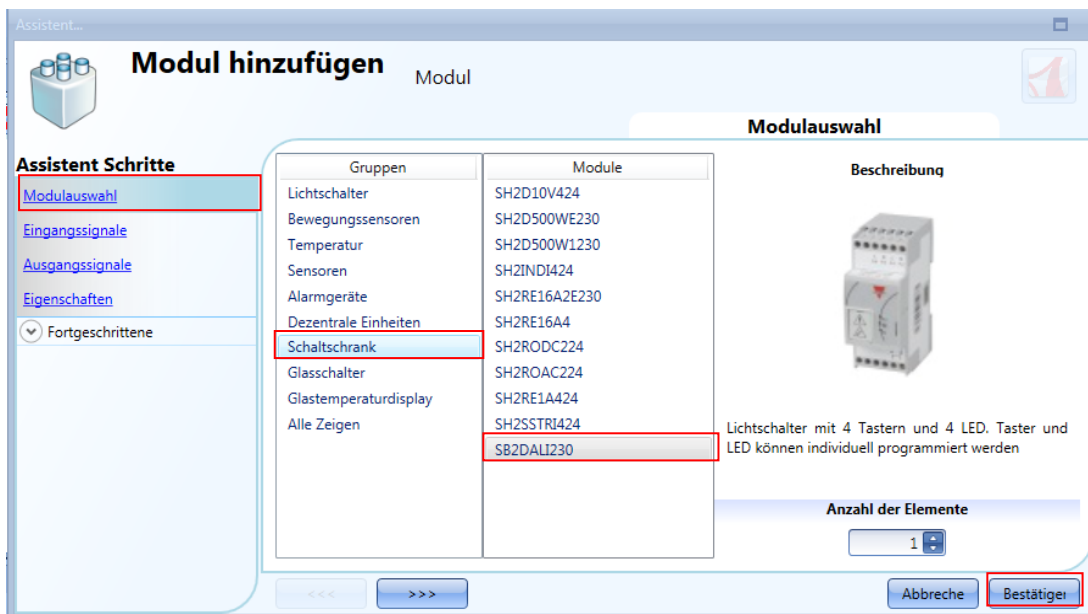 Assistent...
Modul hinzufügen
Modul
Modulauswahl
Assistent Schritte
Modulauswahl
Eingangssignale
Ausgangssignale
Eigenschaften
Fortgeschrittene
Gruppen
Lichtschalter
Bewegungssensoren
Temperatur
Sensoren
Alarmgeräte
Dezentrale Einheiten
Schaltschrank
Glasschalter
Glastemperaturdisplay
Alle Zeigen
Module
SH2D10V424
SH2D500WE230
SH2D500W1230
SH2INDI424
SH2RE16A2E230
SH2RE16A4
SH2RODC224
SH2ROAC224
SH2RE1A424
SH2SSTRI424
SB2DALI230
Beschreibung
Lichtschalter mit 4 Tastern und 4 LED. Taster und
LED können individuell programmiert werden
Anzahl der Elemente
1
<<<
>>>
Abbreche
Bestätiger